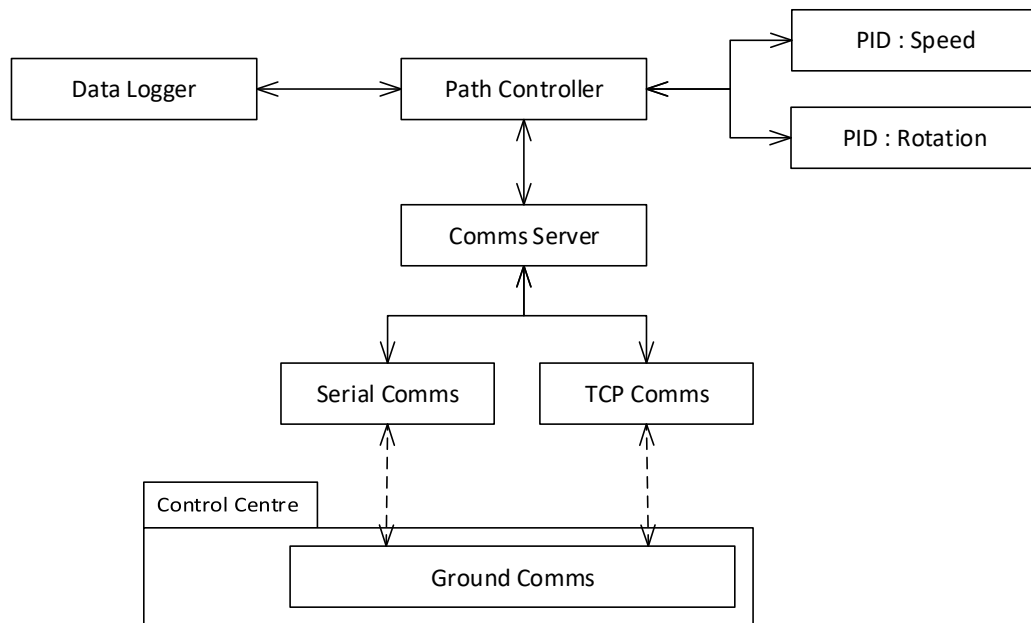 PID : Speed
Data Logger
Path Controller
PID : Rotation
Comms Server
Serial Comms
TCP Comms
Control Centre
Ground Comms